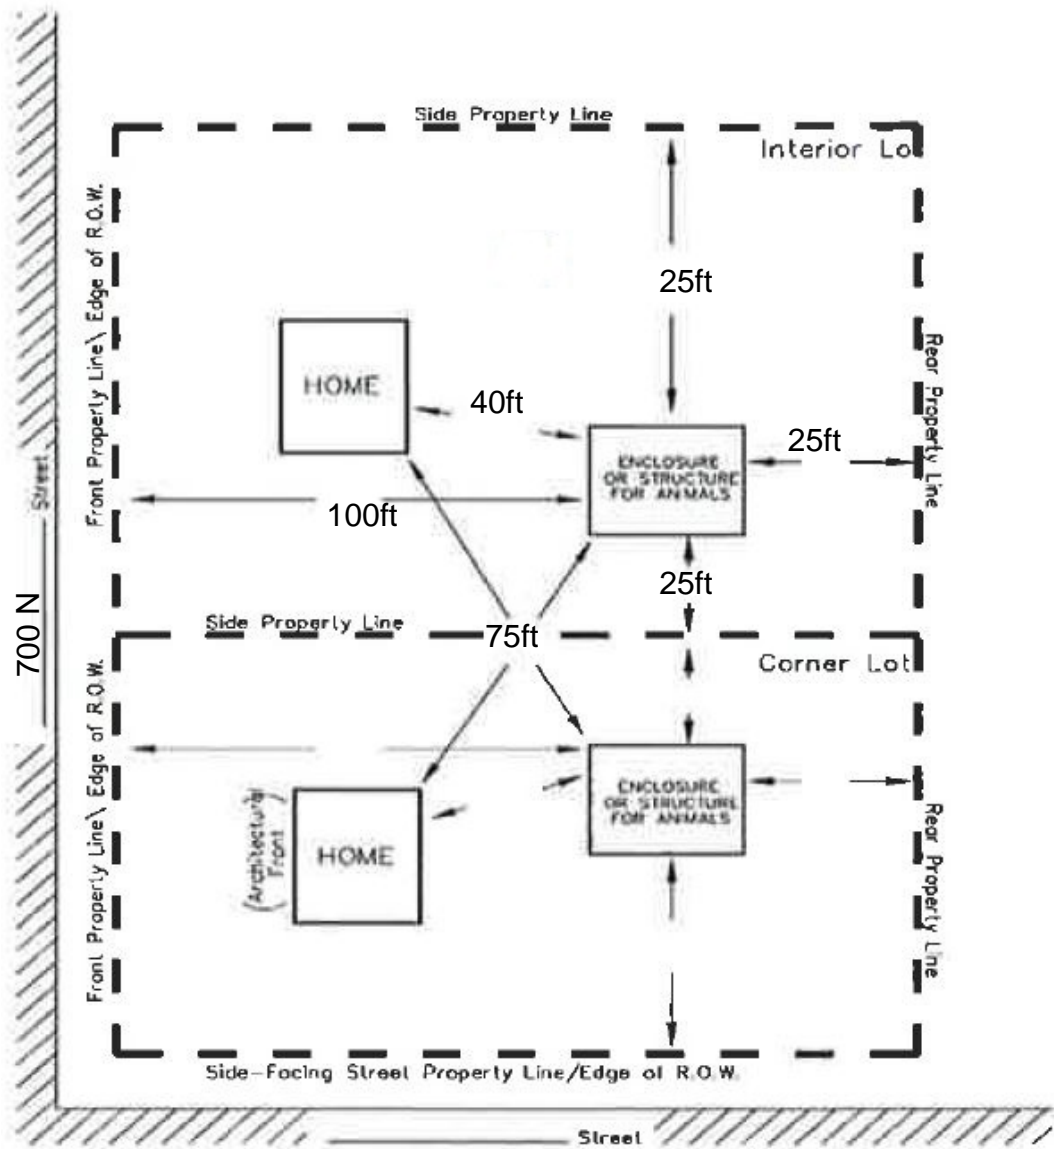 Side Property Line
Interior Lo
Front Property Line\ Edge of R.O.W.
25ft
HOME
40ft
25ft
ENCLOSURE
OR STRUCTURE
FOR ANIMALS
Rear Property Line
Street
100ft
25ft
700 N
Side Property Line
75ft
Corner Lot
Front Property Line\ Edge of R.O.W.
ENCLOSURE
OR STRUCTURE
FOR ANIMALS
(Architectural
Front)
HOME
Rear Property Line
Side-Facing Street Property Line/Edge of R.O.W.
Street